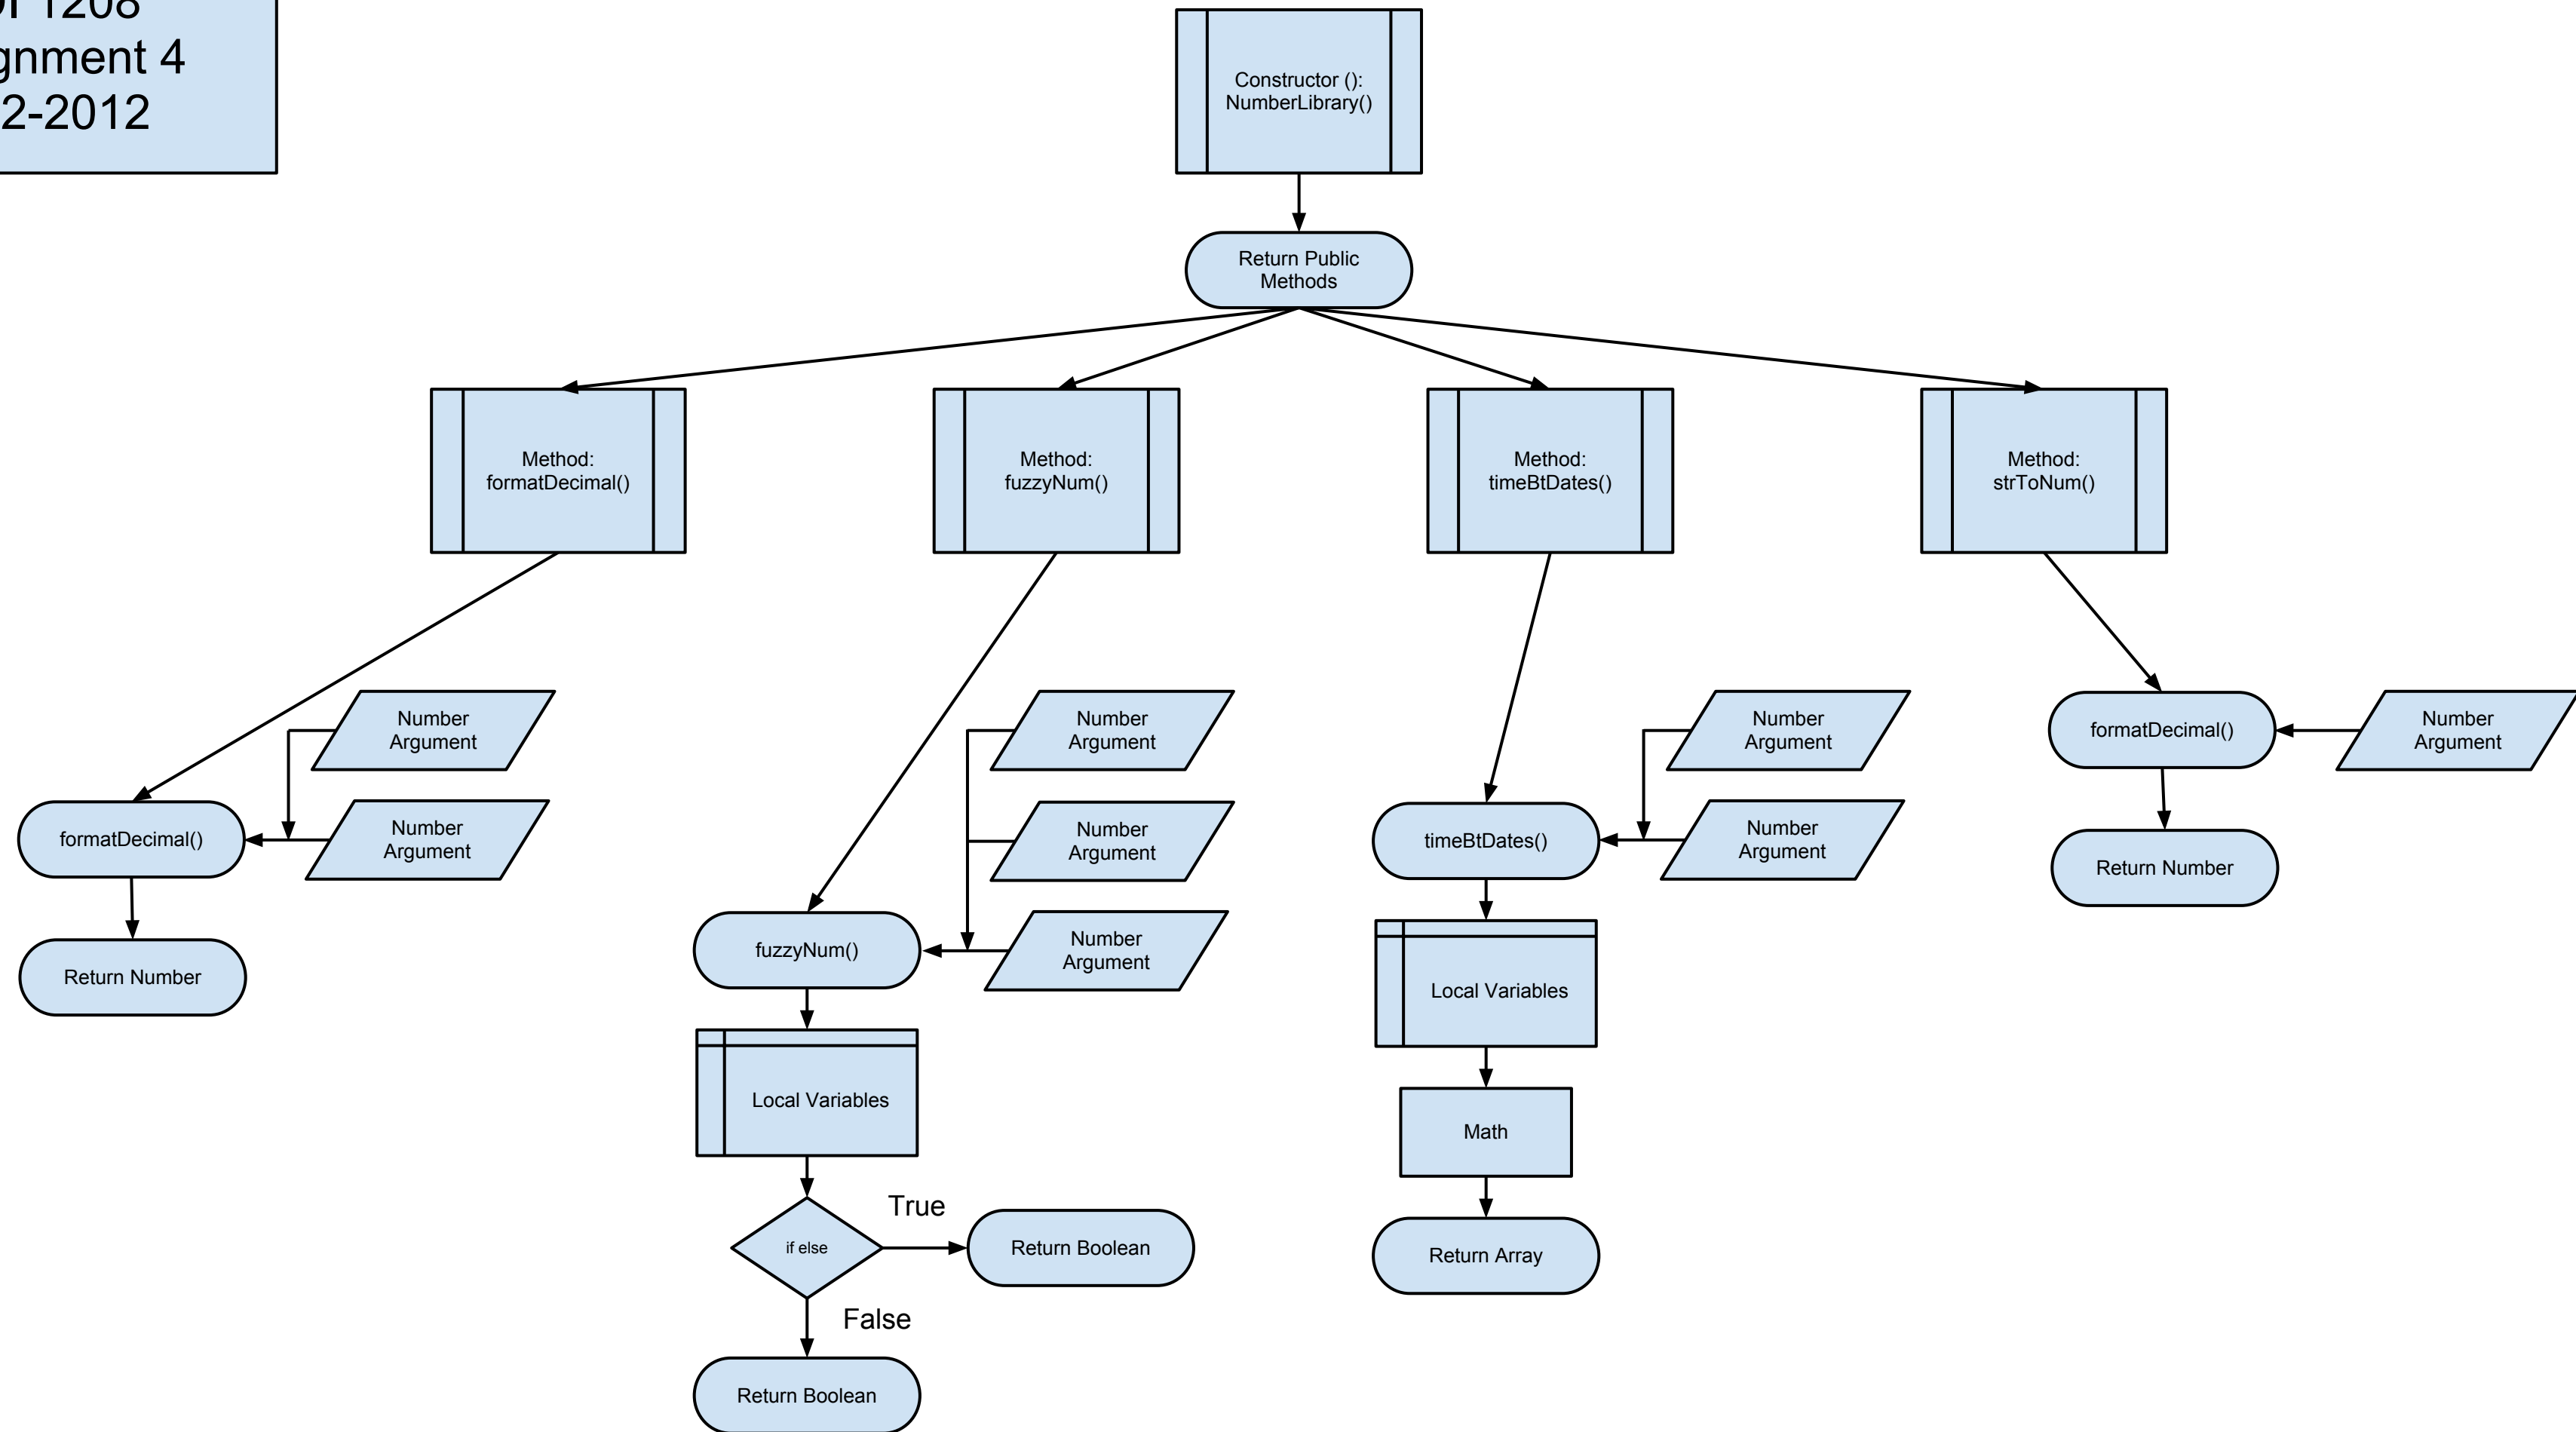 1208
gnment 4
2-2012
Constructor ():
NumberLibrary()
Return Public
Methods
Method:
formatDecimal()
Method:
fuzzyNum()
Method:
timeBtDates()
Method:
strToNum()
Number
Argument
Number
Argument
formatDecimal()
Return Number
Number
Argument
Number
Argument
Number
Argument
fuzzyNum()
Local Variables
if else
True
Return Boolean
False
Return Boolean
Number
Argument
Number
Argument
timeBtDates()
Local Variables
Math
Return Array
formatDecimal()
Number
Argument
Return Number